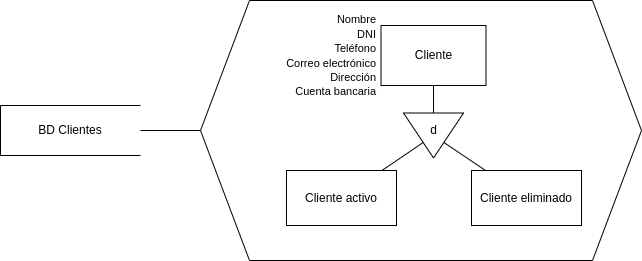 Nombre
DNI
Teléfono
Correo electrónico
Dirección
Cuenta bancaria
Cliente
d
BD Clientes
Cliente activo
Cliente eliminado